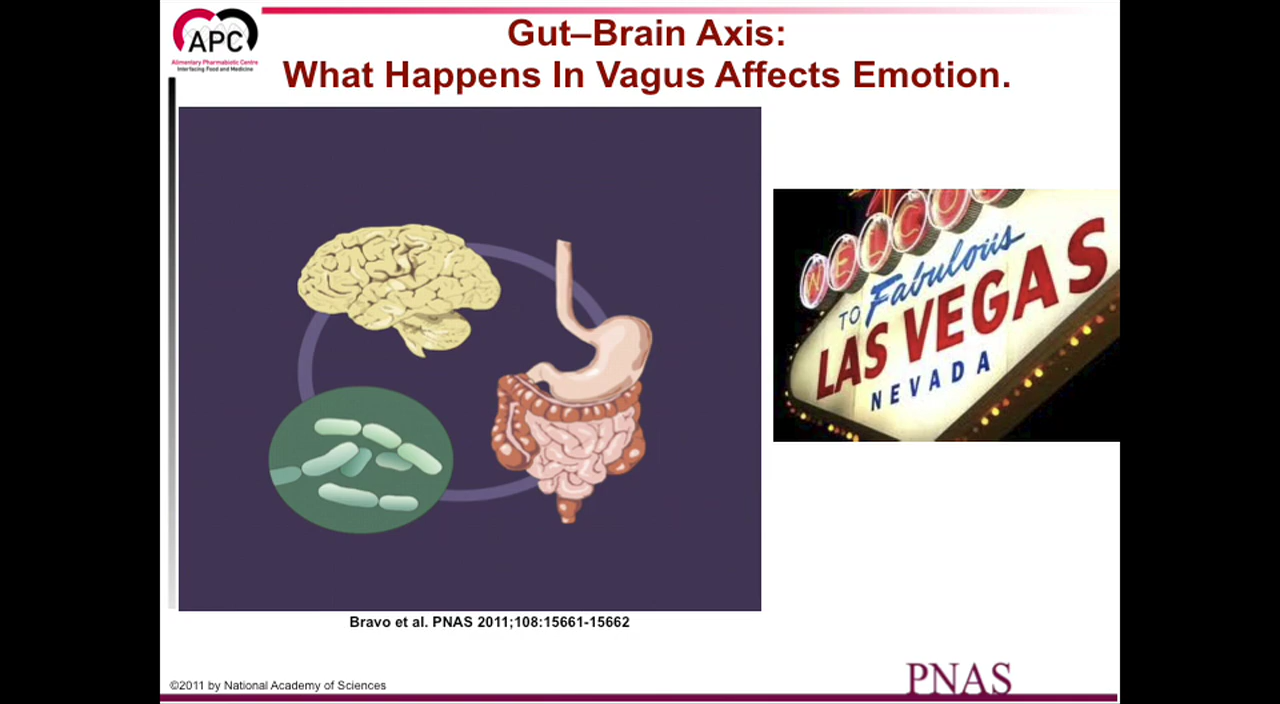 APC
Alimentary Pharmabiotic Centre
Interfacing Food and Medicine
Gut–Brain Axis:
What Happens In Vagus Affects Emotion.
WELCO
TO Fabulous
LAS VEGAS
NEVADA
Bravo et al. PNAS 2011;108:15661-15662
©2011 by National Academy of Sciences
PNAS